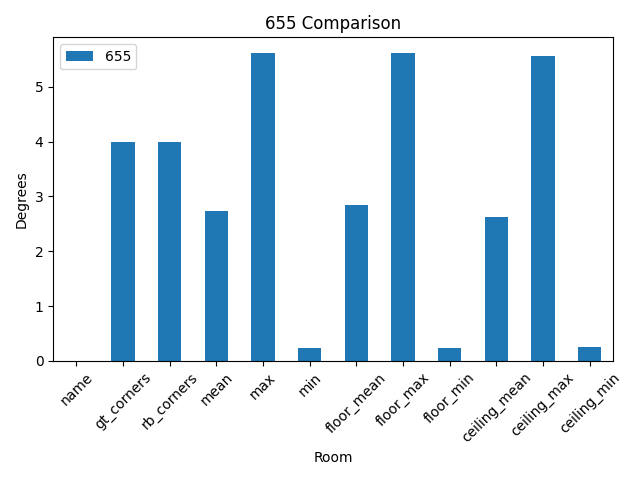 655 Comparison
655
Degrees
5
4
3
2
1
0
name
gt_corners
rb_corners
mean
max
min
floor_mean
floor_max
floor_min
ceiling_mean
ceiling_max
ceiling_min
Room